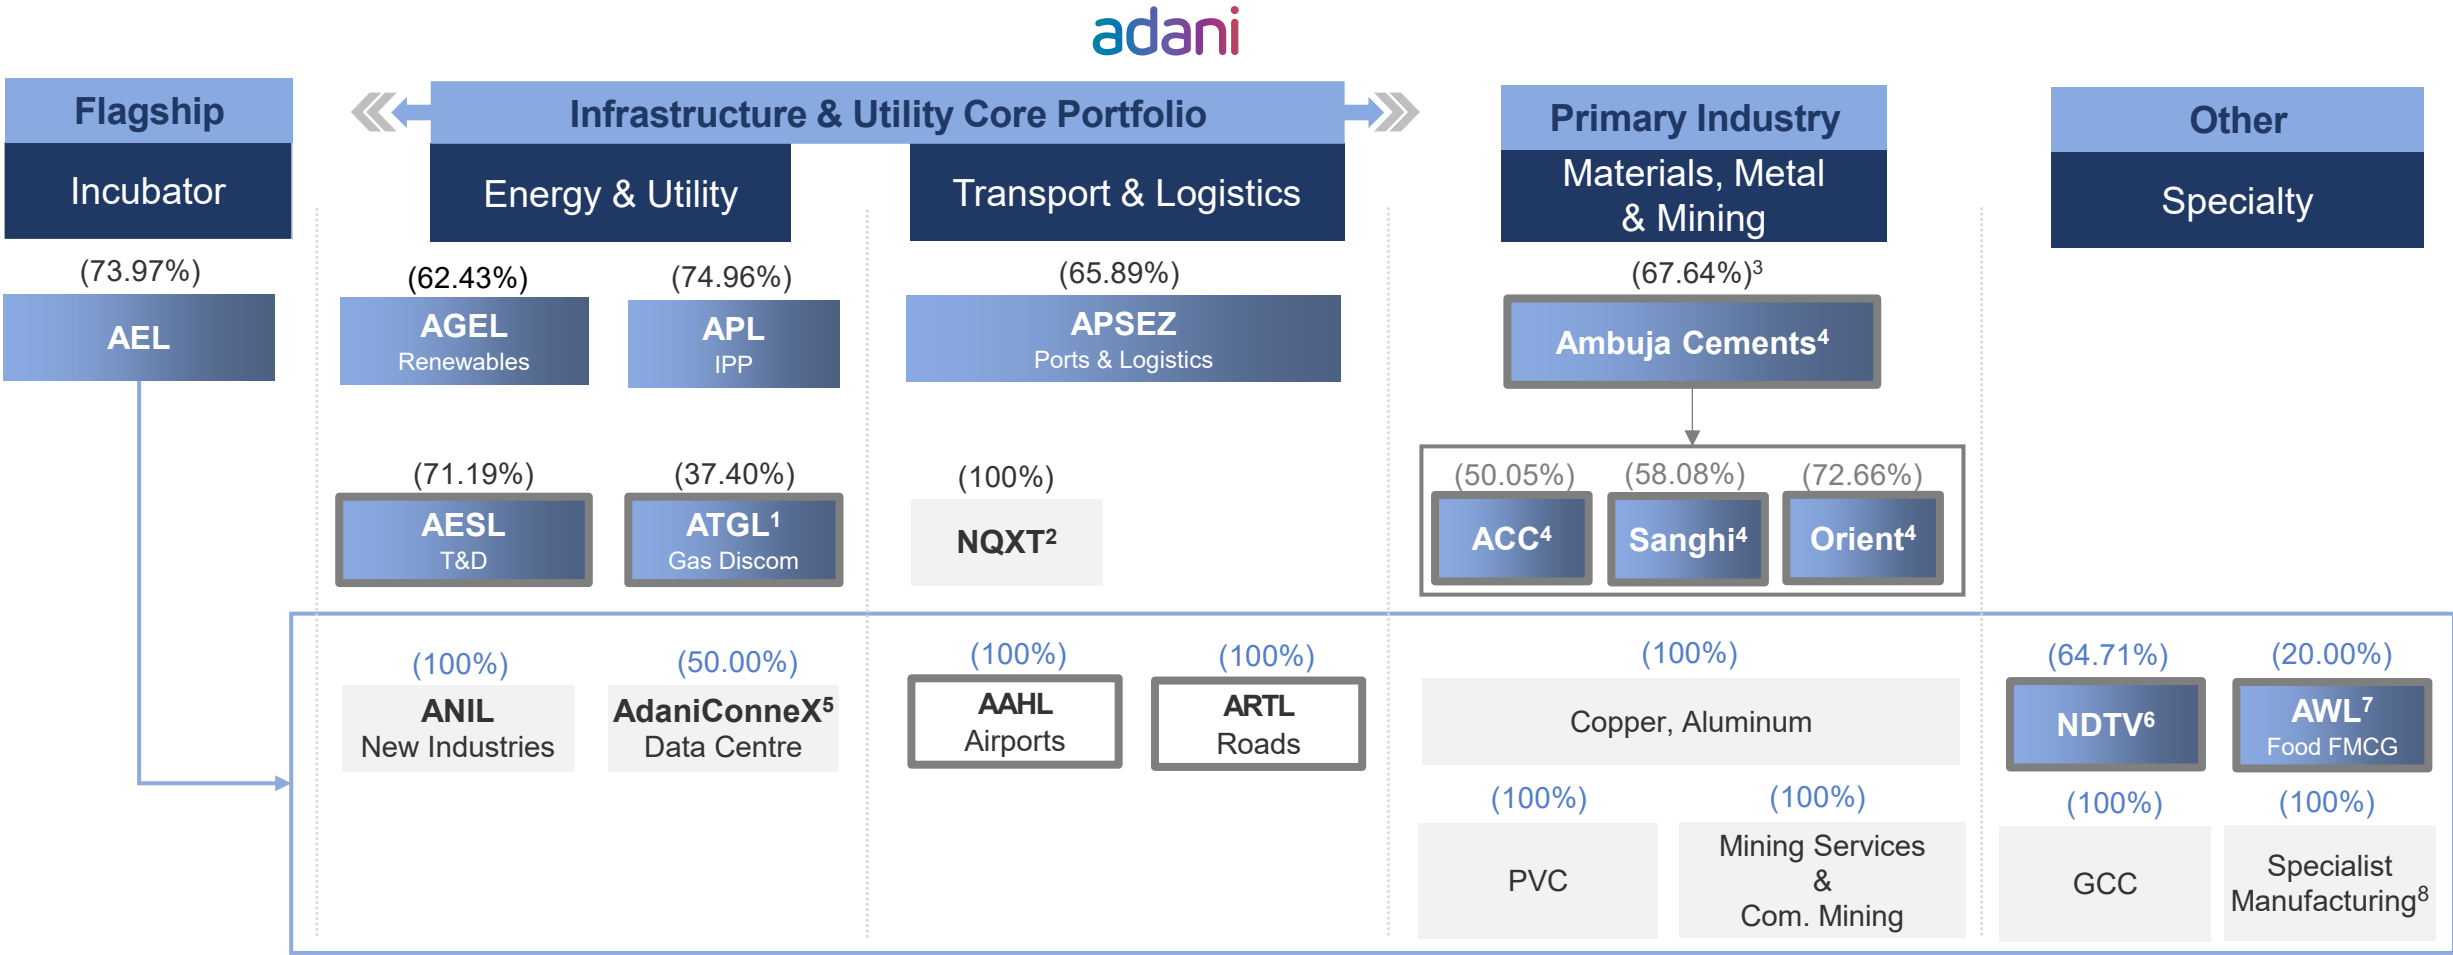 adani
Flagship
Incubator
(73.97%)
AEL
Infrastructure & Utility Core Portfolio
Energy & Utility
(62.43%)
AGEL
Renewables
(74.96%)
APL
IPP
(71.19%)
AESL
T&D
(37.40%)
ATGL¹
Gas Discom
Transport & Logistics
(65.89%)
APSEZ
Ports & Logistics
(100%)
NQXT²
Primary Industry
Materials, Metal
& Mining
(67.64%)³
Ambuja Cements⁴
(50.05%)
ACC⁴
(58.08%)
Sanghi⁴
(72.66%)
Orient⁴
Other
Specialty
(100%)
ANIL
New Industries
(50.00%)
AdaniConneX⁵
Data Centre
(100%)
AAHL
Airports
(100%)
ARTL
Roads
(100%)
Copper, Aluminum
(100%)
PVC
(100%)
Mining Services
&
Com. Mining
(64.71%)
NDTV⁶
(20.00%)
AWL⁷
Food FMCG
(100%)
GCC
(100%)
Specialist
Manufacturing⁸